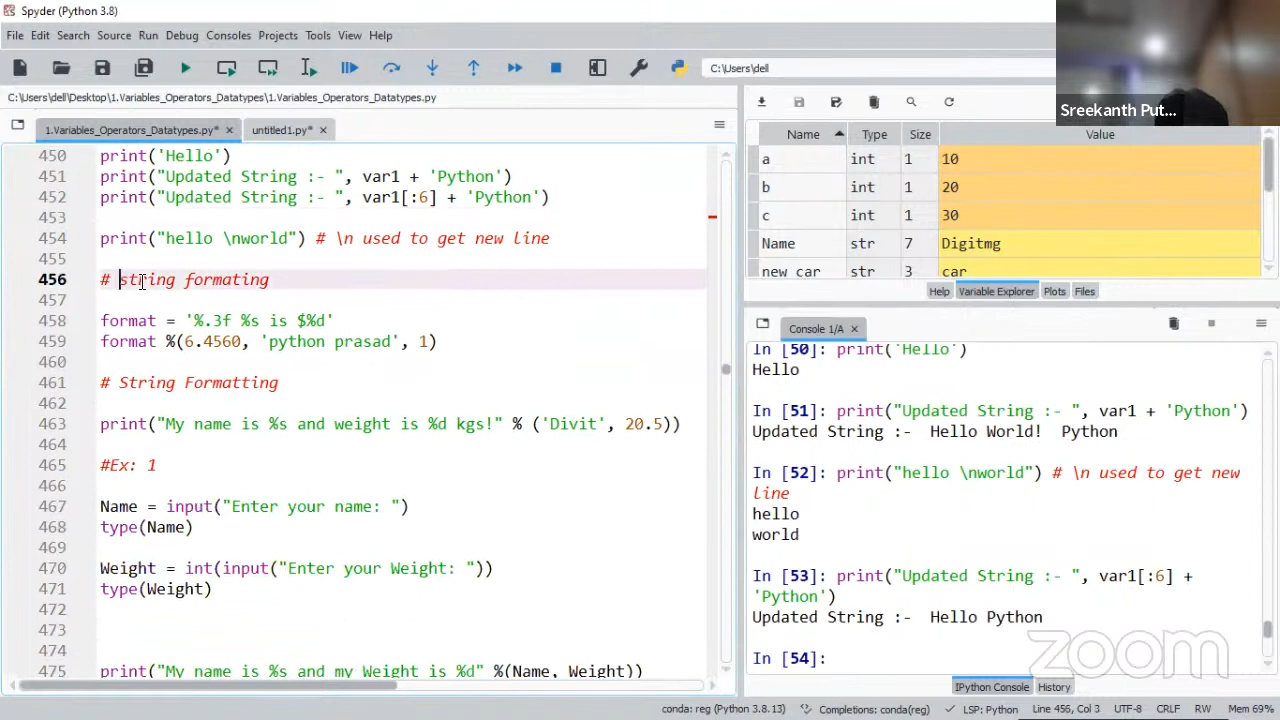 Spyder (Python 3.8)
File Edit Search Source Run Debug Consoles Projects Tools View Help
C:\Users\dell
C:\Users\dell\Desktop\1.Variables_Operators_Datatypes\1.Variables_Operators_Datatypes.py
1.Variables_Operators_Datatypes.py*
untitled1.py*
450 print('Hello')
451 print("Updated String :- ", var1 + 'Python')
452 print("Updated String :- ", var1[:6] + 'Python')
453
454 print("hello \nworld") # \n used to get new line
455
456 # string formating
457
458 format = '%.3f %s is $%d'
459 format %(6.4560, 'python prasad', 1)
460
461 # String Formatting
462
463 print("My name is %s and weight is %d kgs!" % ('Divit', 20.5))
464
465 #Ex: 1
466
467 Name = input("Enter your name: ")
468 type(Name)
469
470 Weight = int(input("Enter your Weight: "))
471 type(Weight)
472
473
474
475 print("My name is %s and my Weight is %d" %(Name, Weight))
Sreekanth Put...
Name Type Size Value
a int 1 10
b int 1 20
c int 1 30
Name str 7 Digitmg
new car str 3 car
Help Variable Explorer Plots Files
Console 1/A
In [50]: print('Hello')
Hello
In [51]: print("Updated String :- ", var1 + 'Python')
Updated String :-  Hello World!  Python
In [52]: print("hello \nworld") # \n used to get new
line
hello
world
In [53]: print("Updated String :- ", var1[:6] +
'Python')
Updated String :-  Hello Python
In [54]:
zoom
IPython Console History
conda: reg (Python 3.8.13) Completions: conda(reg) LSP: Python Line 456, Col 3 UTF-8 CRLF RW Mem 69%